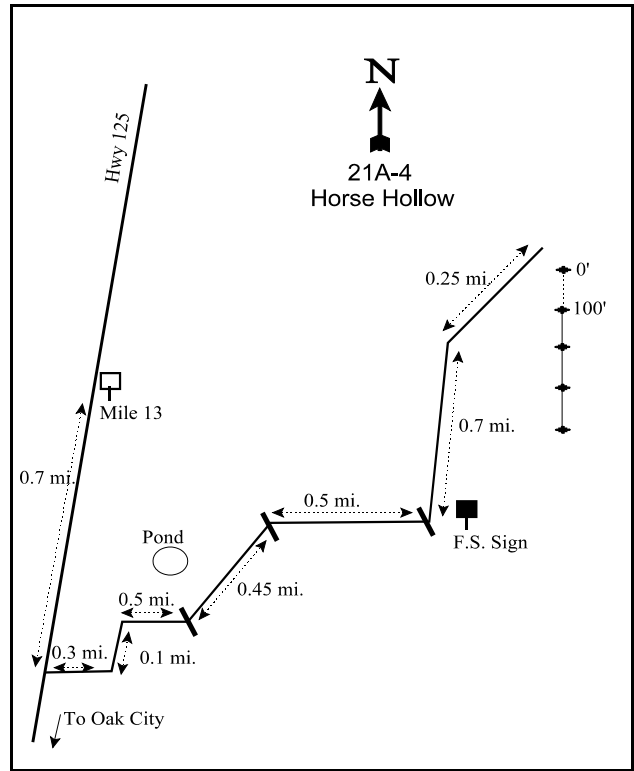 N
21A-4
Horse Hollow
Hwy 125
0.25 mi.
0'
100'
Mile 13
0.7 mi.
0.7 mi.
0.5 mi.
F.S. Sign
Pond
0.45 mi.
0.5 mi.
0.3 mi.
0.1 mi.
To Oak City